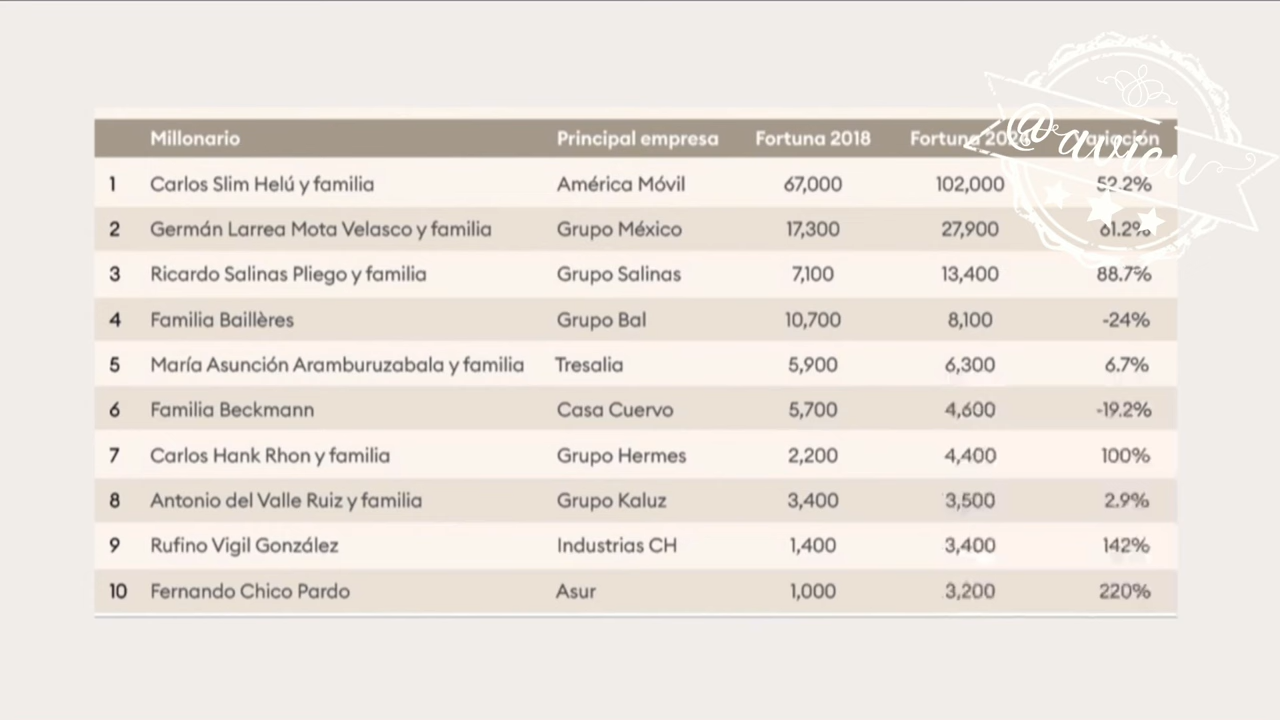 Millonario Principal empresa Fortuna 2018 Fortuna Variación
1 Carlos Slim Helú y familia América Móvil 67,000 102,000 52.2%
2 Germán Larrea Mota Velasco y familia Grupo México 17,300 27,900 61.2%
3 Ricardo Salinas Pliego y familia Grupo Salinas 7,100 13,400 88.7%
4 Familia Baillères Grupo Bal 10,700 8,100 -24%
5 María Asunción Aramburuzabala y familia Tresalia 5,900 6,300 6.7%
6 Familia Beckmann Casa Cuervo 5,700 4,600 -19.2%
7 Carlos Hank Rhon y familia Grupo Hermes 2,200 4,400 100%
8 Antonio del Valle Ruiz y familia Grupo Kaluz 3,400 3,500 2.9%
9 Rufino Vigil González Industrias CH 1,400 3,400 142%
10 Fernando Chico Pardo Asur 1,000 3,200 220%